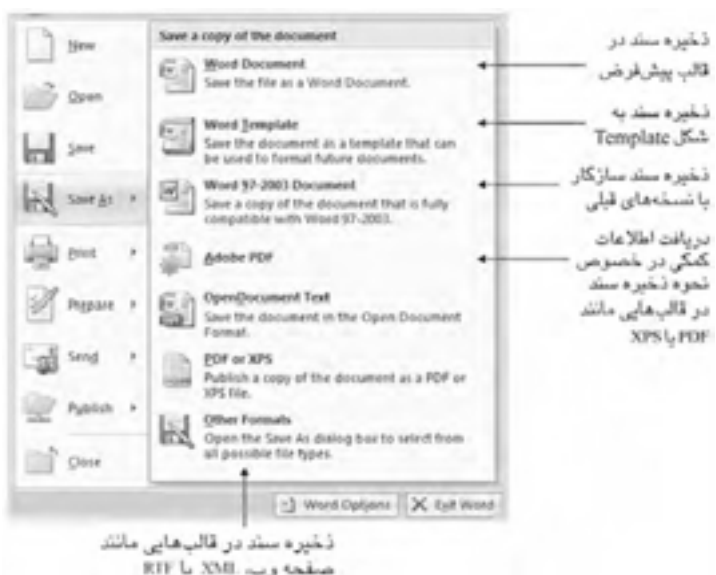 New
Open
Save
Save As
Print
Prepare
Send
Publish
Close
Save a copy of the document
Word Document
Save the file as a Word Document.
Word Template
Save the document as a template that can
be used to format future documents.
Word 97-2003 Document
Save a copy of the document that is fully
compatible with Word 97-2003.
Adobe PDF
OpenDocument Text
Save the document in the Open Document
Format.
PDF or XPS
Publish a copy of the document as a PDF or
XPS file.
Other Formats
Open the Save As dialog box to select from
all possible file types.
Word Options
Exit Word
ذخیره سند در
قالب پیش‌فرض
ذخیره سند به
شکل Template
ذخیره سند سازگار
با نسخه‌های قبلی
دریافت اطلاعات
کمکی در خصوص
نحوه ذخیره سند
در قالب‌هایی مانند
PDF یا XPS
ذخیره سند در قالب‌هایی مانند
صفحه وب، XML یا RTF